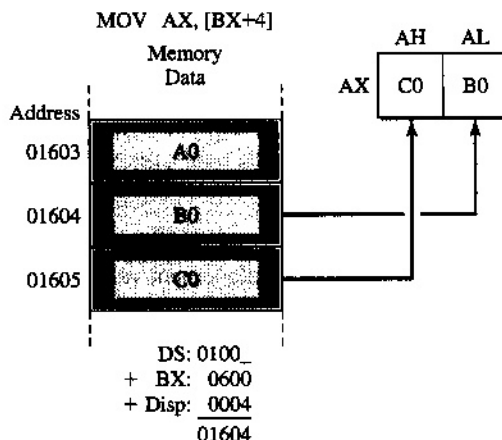 MOV AX, [BX+4]
Memory
Data
AH AL
AX C0 B0
Address
01603 A0
01604 B0
01605 C0
DS: 0100_
+ BX: 0600
+ Disp: 0004
01604